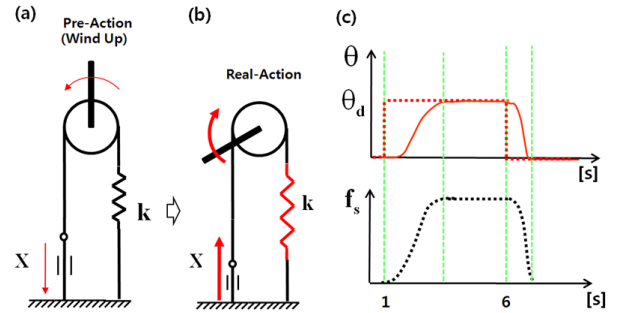 (a)
Pre-Action
(Wind Up)
k
X
(b)
Real-Action
k
X
(c)
θ
θd
[s]
fs
[s]
1 6